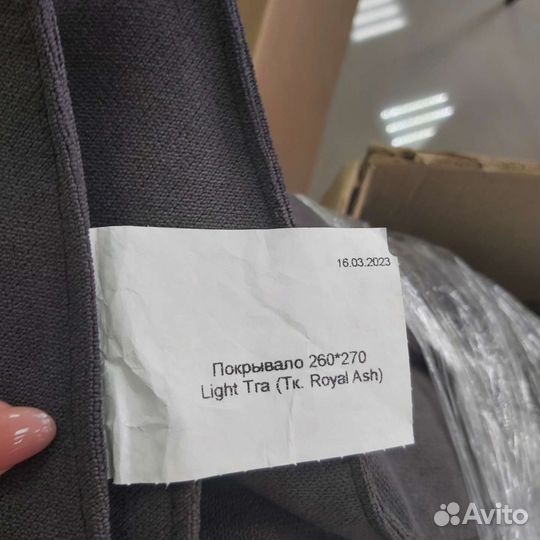 16.03.2023
Покрывало 260*270
Light Tra (Тк. Royal Ash)
Avito